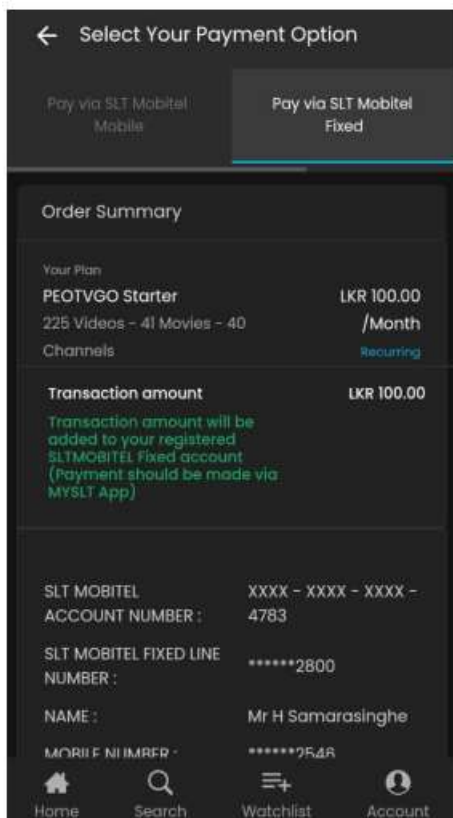 ← Select Your Payment Option
Pay via SLT Mobitel
Mobile
Pay via SLT Mobitel
Fixed
Order Summary
Your Plan
PEOTVGO Starter
225 Videos - 41 Movies - 40
Channels
LKR 100.00
/Month
Recurring
Transaction amount
LKR 100.00
Transaction amount will be
added to your registered
SLTMOBITEL Fixed account
(Payment should be made via
MYSLT App)
SLT MOBITEL
ACCOUNT NUMBER :
XXXX - XXXX - XXXX -
4783
SLT MOBITEL FIXED LINE
NUMBER :
******2800
NAME :
Mr H Samarasinghe
MOBILE NUMBER :
******2546
Home
Search
Watchlist
Account